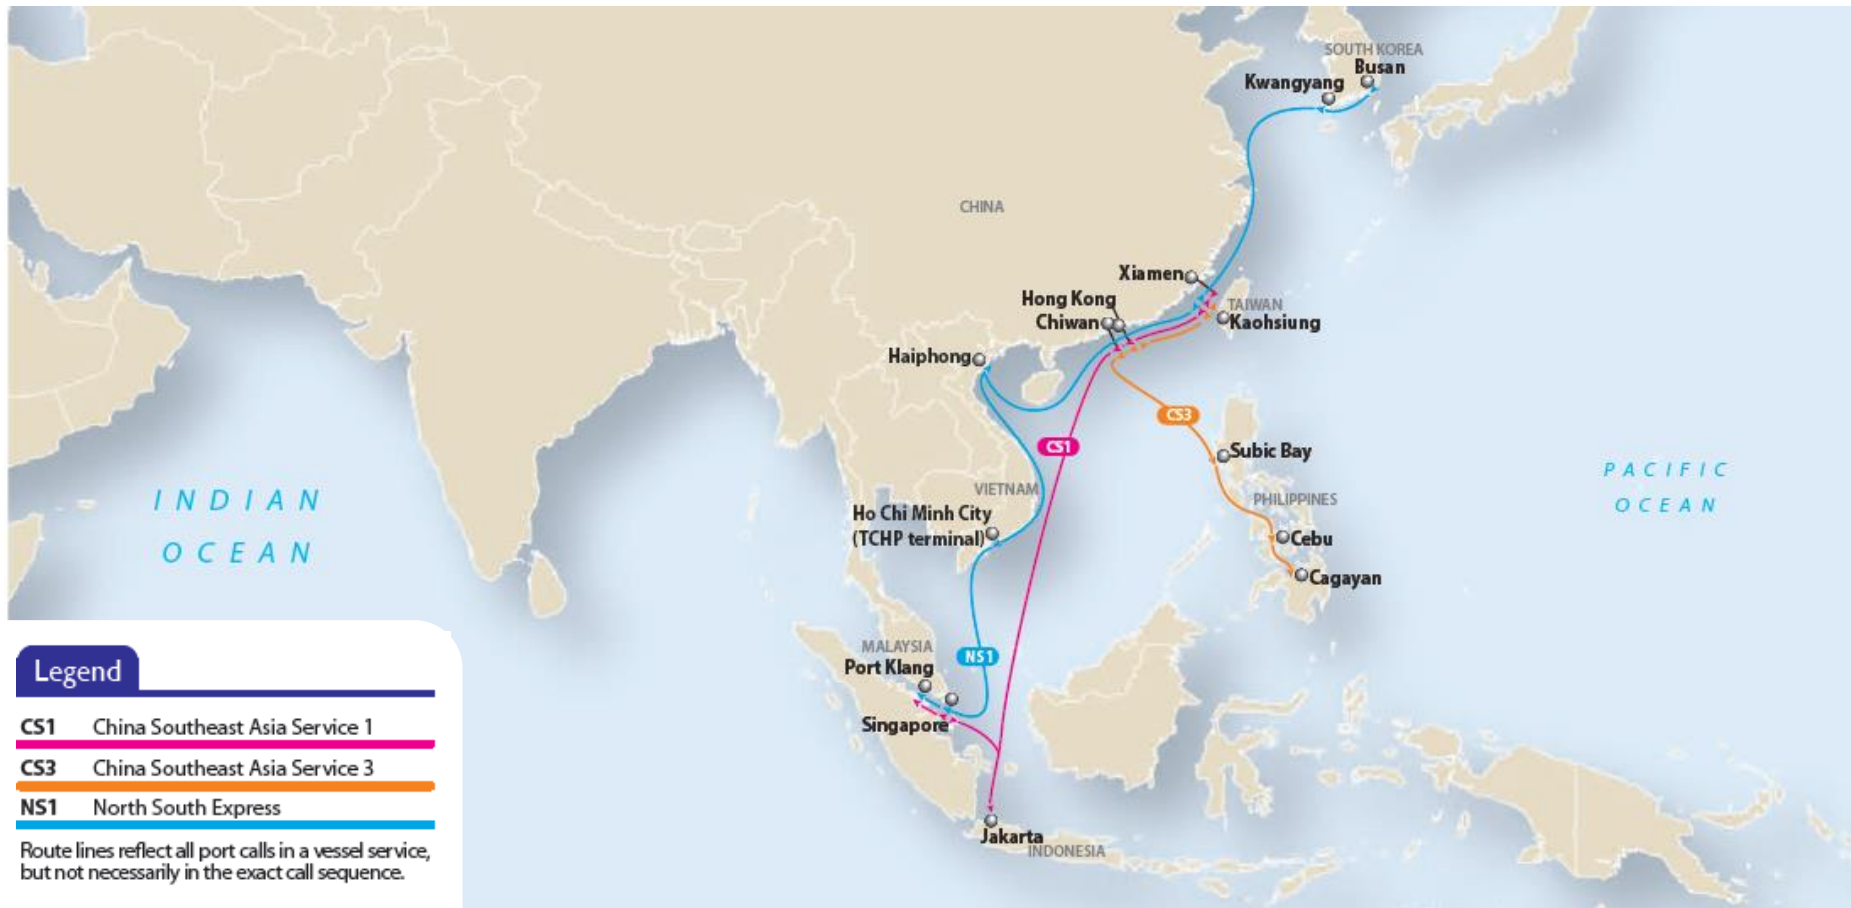 SOUTH KOREA
Busan
Kwangyang
CHINA
Xiamen
Hong Kong
TAIWAN
Chiwan
Kaohsiung
Haiphong
CS3
CS1
Subic Bay
PACIFIC
OCEAN
INDIAN
OCEAN
VIETNAM
PHILIPPINES
Ho Chi Minh City
(TCHP terminal)
Cebu
Cagayan
MALAYSIA
Port Klang
NS1
Singapore
Jakarta
INDONESIA
Legend
CS1 China Southeast Asia Service 1
CS3 China Southeast Asia Service 3
NS1 North South Express
Route lines reflect all port calls in a vessel service,
but not necessarily in the exact call sequence.